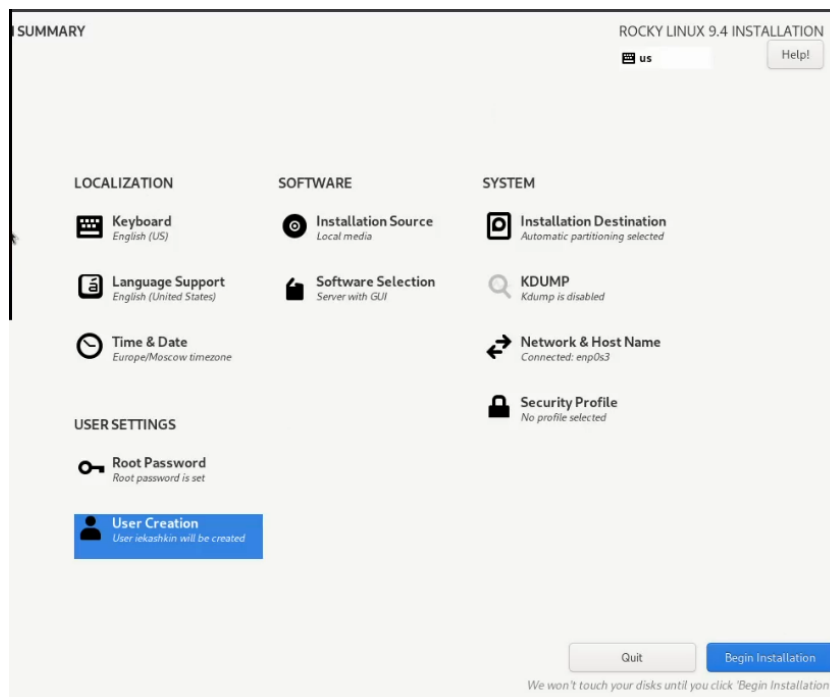 SUMMARY
ROCKY LINUX 9.4 INSTALLATION
us
Help!
LOCALIZATION
Keyboard
English (US)
Language Support
English (United States)
Time & Date
Europe/Moscow timezone
SOFTWARE
Installation Source
Local media
Software Selection
Server with GUI
SYSTEM
Installation Destination
Automatic partitioning selected
KDUMP
Kdump is disabled
Network & Host Name
Connected: enp0s3
Security Profile
No profile selected
USER SETTINGS
Root Password
Root password is set
User Creation
User iekashkin will be created
Quit
Begin Installation
We won't touch your disks until you click 'Begin Installation